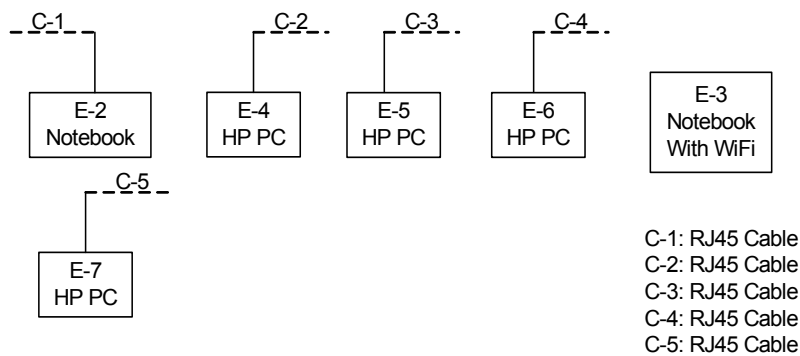 C-1
C-2
C-3
C-4
E-2
Notebook
E-4
HP PC
E-5
HP PC
E-6
HP PC
E-3
Notebook
With WiFi
C-5
E-7
HP PC
C-1: RJ45 Cable
C-2: RJ45 Cable
C-3: RJ45 Cable
C-4: RJ45 Cable
C-5: RJ45 Cable